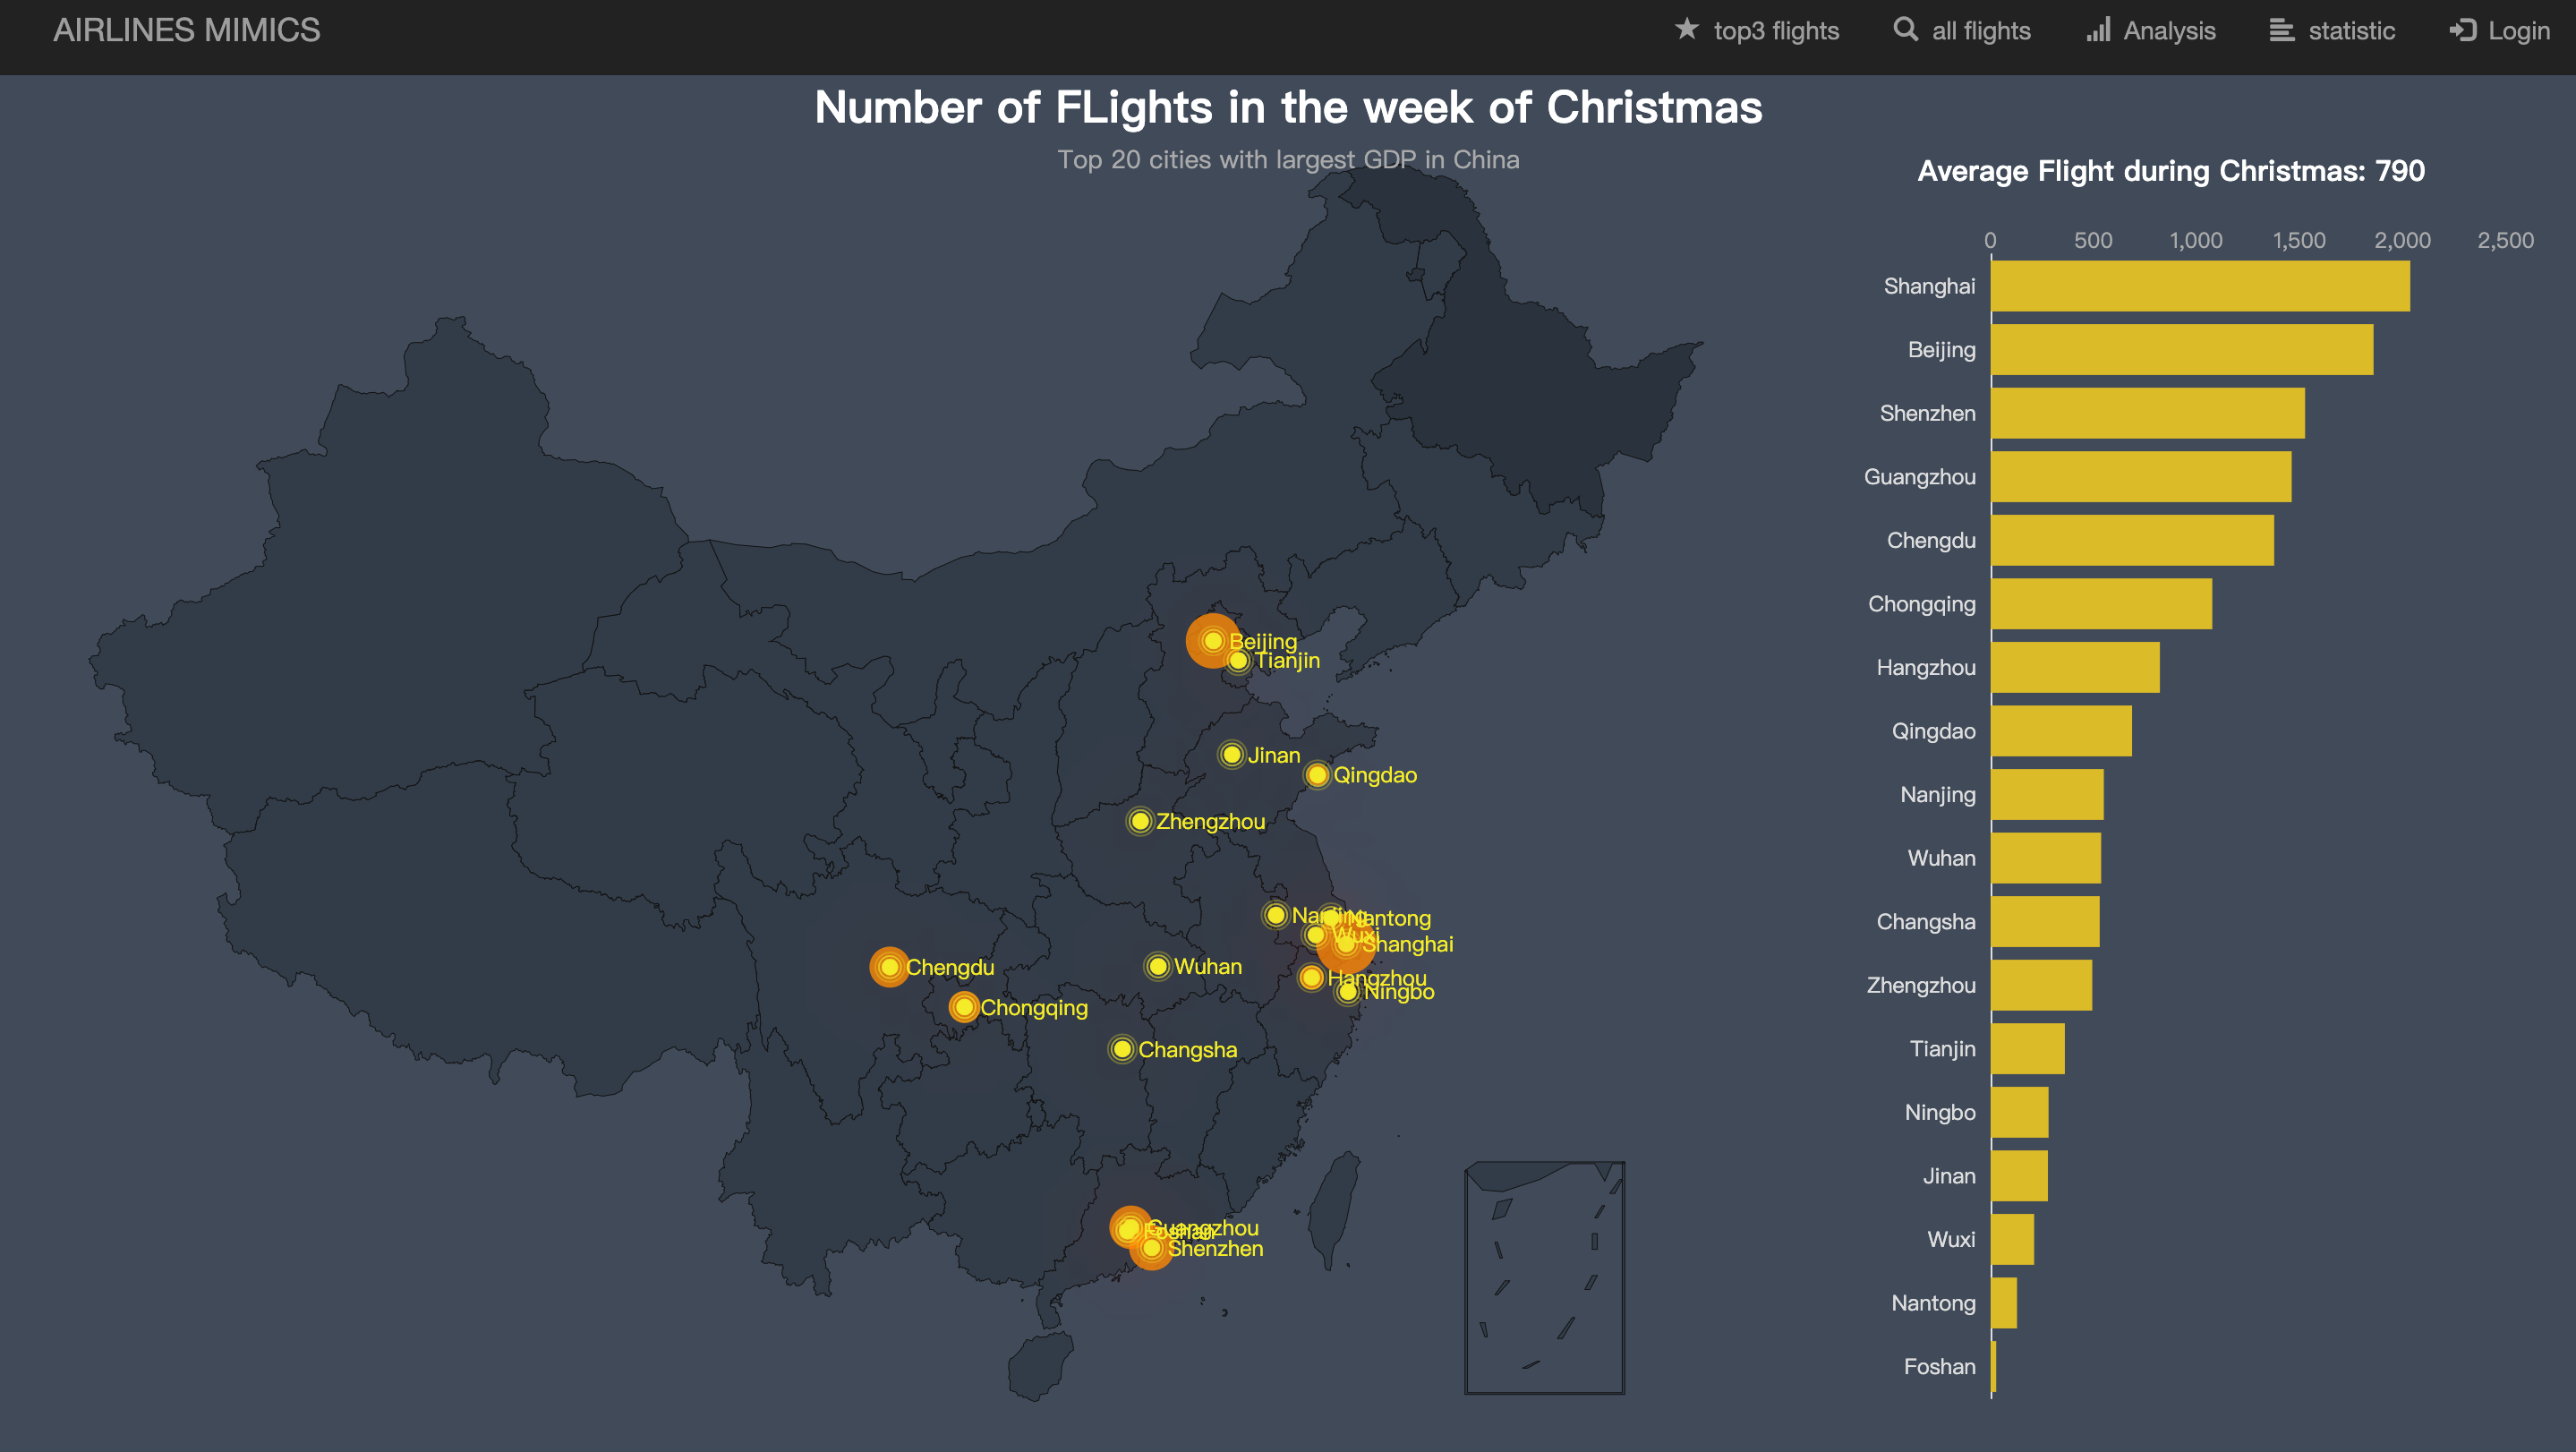 AIRLINES MIMICS
top3 flights
all flights
Analysis
statistic
Login
Number of FLights in the week of Christmas
Top 20 cities with largest GDP in China
Average Flight during Christmas: 790
0 500 1,000 1,500 2,000 2,500
Shanghai
Beijing
Shenzhen
Guangzhou
Chengdu
Chongqing
Hangzhou
Qingdao
Nanjing
Wuhan
Changsha
Zhengzhou
Tianjin
Ningbo
Jinan
Wuxi
Nantong
Foshan
Beijing
Tianjin
Jinan
Qingdao
Zhengzhou
Nanjing
Nantong
Wuxi
Shanghai
Chengdu
Wuhan
Hangzhou
Ningbo
Chongqing
Changsha
Guangzhou
Foshan
Shenzhen